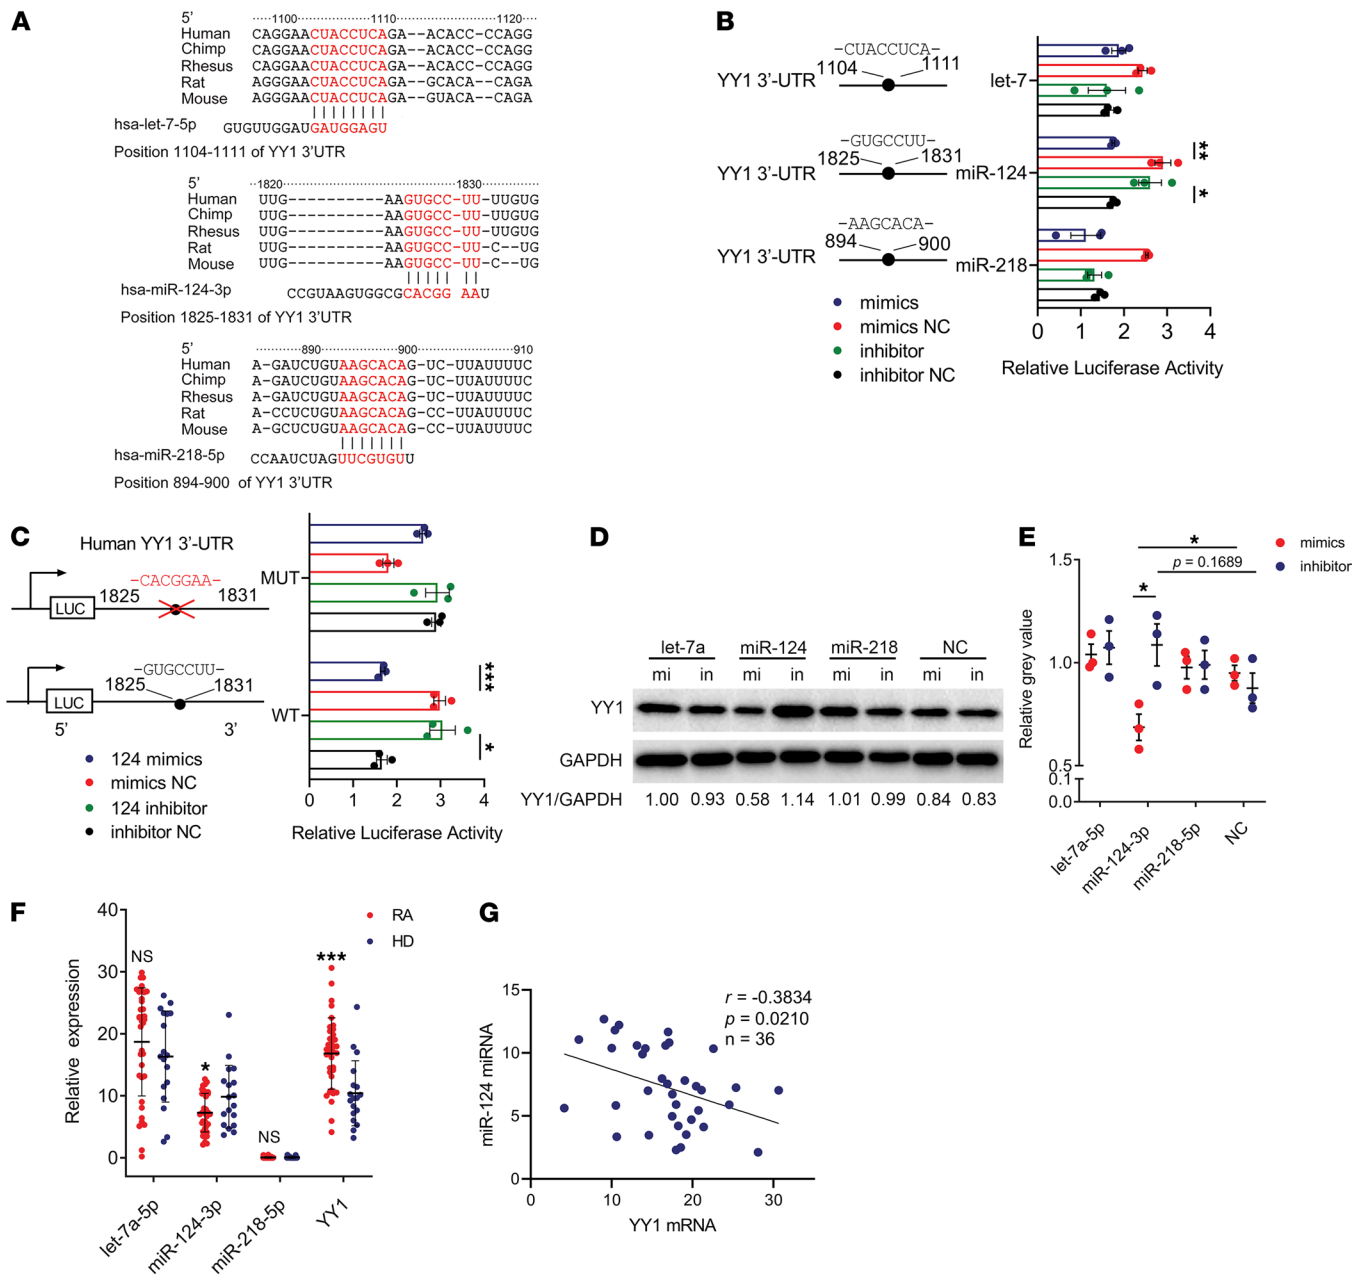 A
5′ 1100 1110 1120
Human CAGGAACUACCUCAGA--ACACC-CCAGG
Chimp CAGGAACUACCUCAGA--ACACC-CCAGG
Rhesus CAGGAACUACCUCAGA--ACACC-CCAGG
Rat AGGGAACUACCUCAGA--GCACA--CAGA
Mouse AGGGAACUACCUCAGA--GUACA--CAGA
hsa-let-7-5p GUGUUGGAUGAUGGAGU
Position 1104-1111 of YY1 3′UTR
5′ 1820 1830
Human UUG----------AAGUGCC-UU-UUGUG
Chimp UUG----------AAGUGCC-UU-UUGUG
Rhesus UUG----------AAGUGCC-UU-UUGUG
Rat UUG----------AAGUGCC-UU-C--UG
Mouse UUG----------AAGUGCC-UU-C--UG
hsa-miR-124-3p CCGUAAGUGGCGCACGG AAU
Position 1825-1831 of YY1 3′UTR
5′ 890 900 910
Human A-GAUCUGUAAGCACAG-UC-UUAUUUUC
Chimp A-GAUCUGUAAGCACAG-UC-UUAUUUUC
Rhesus A-GAUCUGUAAGCACAG-UC-UUAUUUUC
Rat A-CCUCUGUAAGCACAG-CC-UUAUUUUC
Mouse A-GCUCUGUAAGCACAG-CC-UUAUUUUC
hsa-miR-218-5p CCAAUCUAGUUCGUGUU
Position 894-900 of YY1 3′UTR
B
-CUACCUCA-
1104 1111
YY1 3′-UTR
-GUGCCUU-
1825 1831
YY1 3′-UTR
-AAGCACA-
894 900
YY1 3′-UTR
mimics
mimics NC
inhibitor
inhibitor NC
let-7
miR-124
**
*
miR-218
0 1 2 3 4
Relative Luciferase Activity
C
Human YY1 3′-UTR
-CACGGAA-
1825 1831
LUC
-GUGCCUU-
1825 1831
LUC
5′ 3′
124 mimics
mimics NC
124 inhibitor
inhibitor NC
MUT
WT
***
*
0 1 2 3 4
Relative Luciferase Activity
D
let-7a miR-124 miR-218 NC
mi in mi in mi in mi in
YY1
GAPDH
YY1/GAPDH 1.00 0.93 0.58 1.14 1.01 0.99 0.84 0.83
E
mimics
inhibitor
*
p = 0.1689
*
Relative grey value
1.5
1.0
0.5
0.1
0.0
let-7a-5p
miR-124-3p
miR-218-5p
NC
F
RA
HD
Relative expression
40
30
20
10
0
NS
*
NS
***
let-7a-5p
miR-124-3p
miR-218-5p
YY1
G
r = -0.3834
p = 0.0210
n = 36
miR-124 miRNA
15
10
5
0
0 10 20 30 40
YY1 mRNA